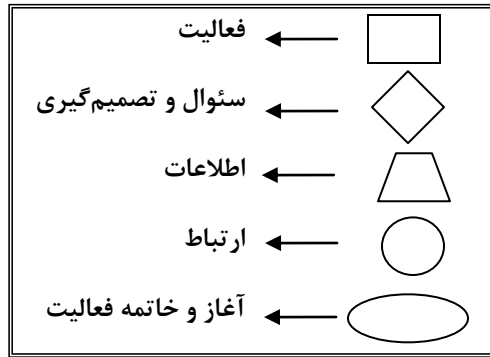 فعالیت
سئوال و تصمیم‌گیری
اطلاعات
ارتباط
آغاز و خاتمه فعالیت